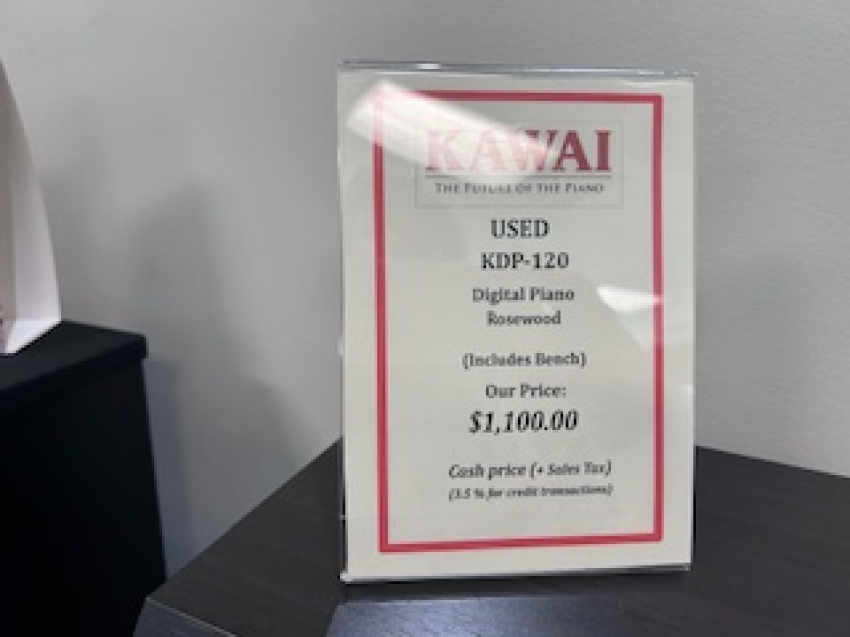 KAWAI
THE FUTURE OF THE PIANO
USED
KDP-120
Digital Piano
Rosewood
(Includes Bench)
Our Price:
$1,100.00
Cash price (+ Sales Tax)
(3.5 % for credit transactions)